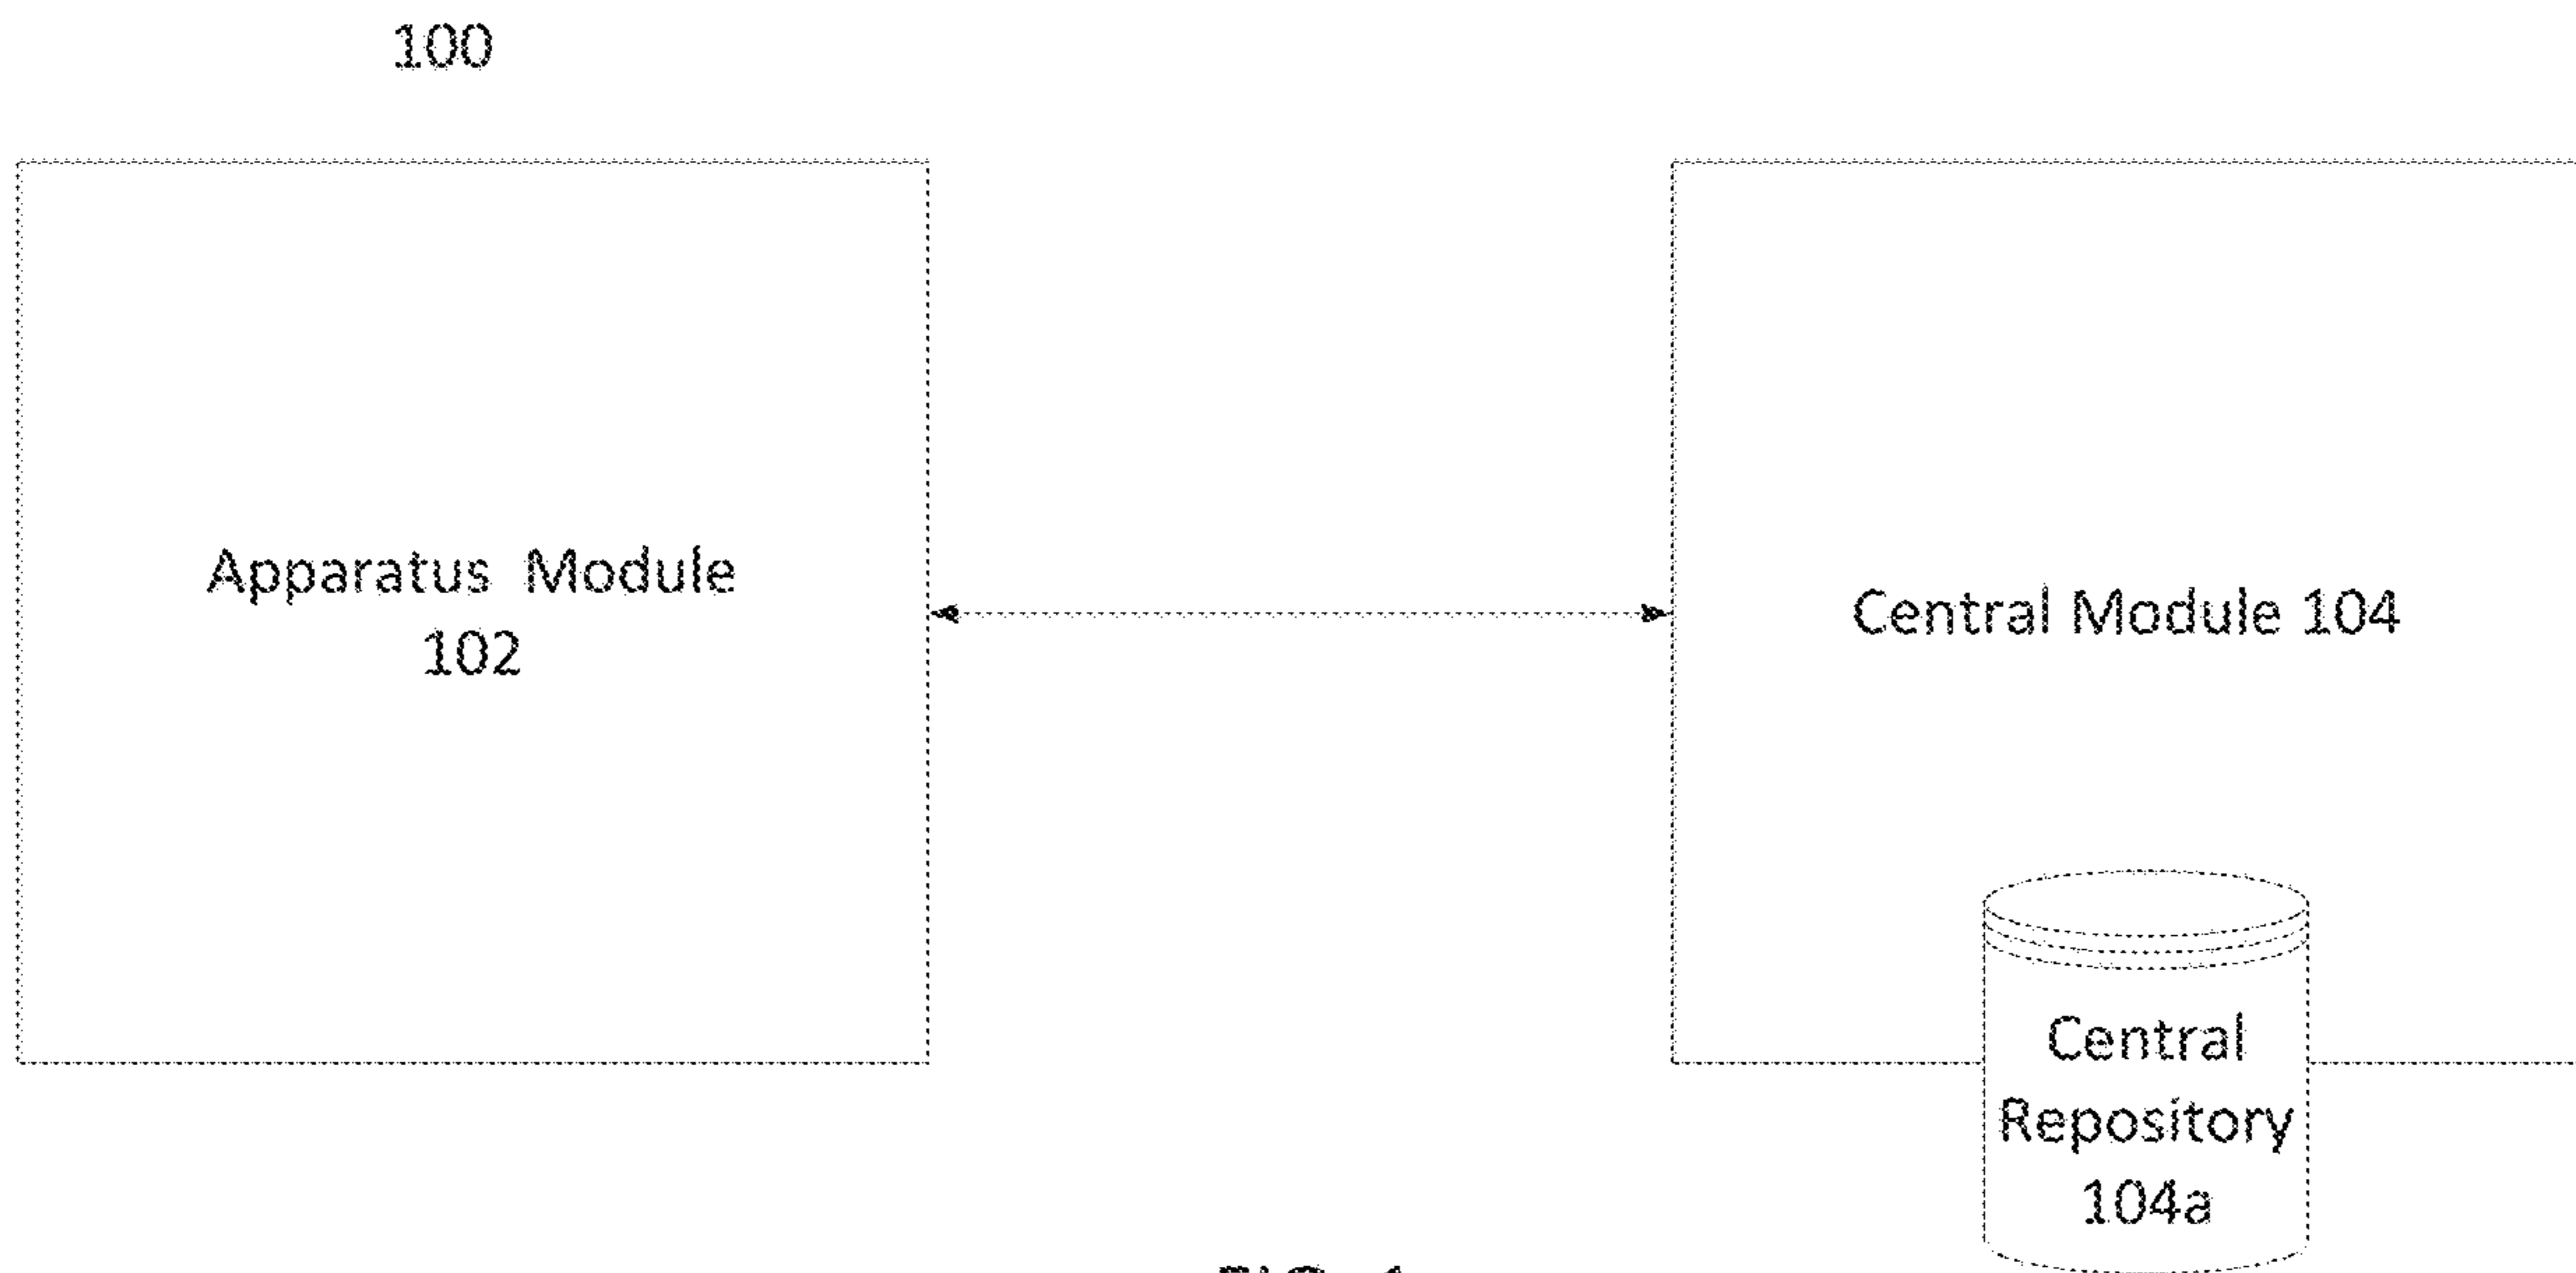 100
Apparatus Module
102
Central Module 104
Central
Repository
104a